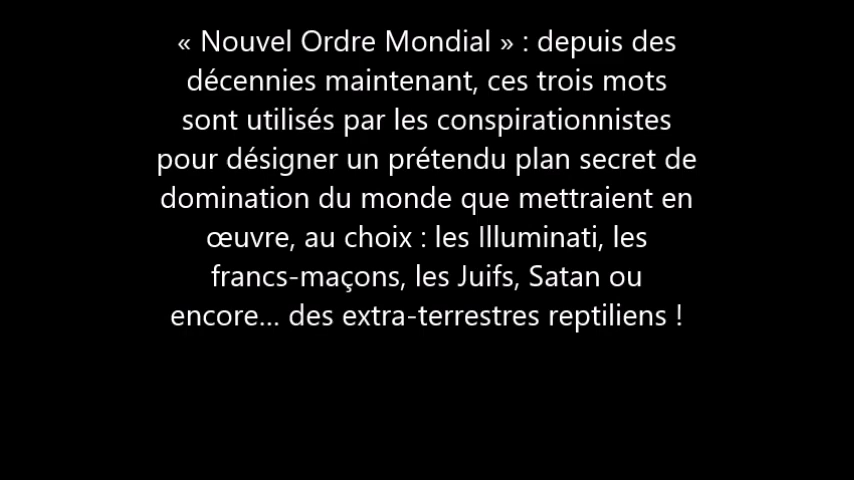 « Nouvel Ordre Mondial » : depuis des
décennies maintenant, ces trois mots
sont utilisés par les conspirationnistes
pour désigner un prétendu plan secret de
domination du monde que mettraient en
œuvre, au choix : les Illuminati, les
francs-maçons, les Juifs, Satan ou
encore... des extra-terrestres reptiliens !